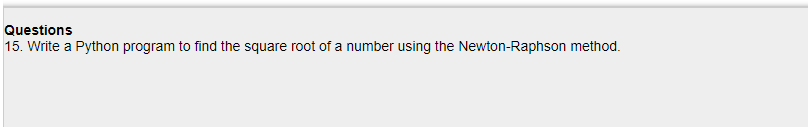 Questions
15. Write a Python program to find the square root of a number using the Newton-Raphson method.